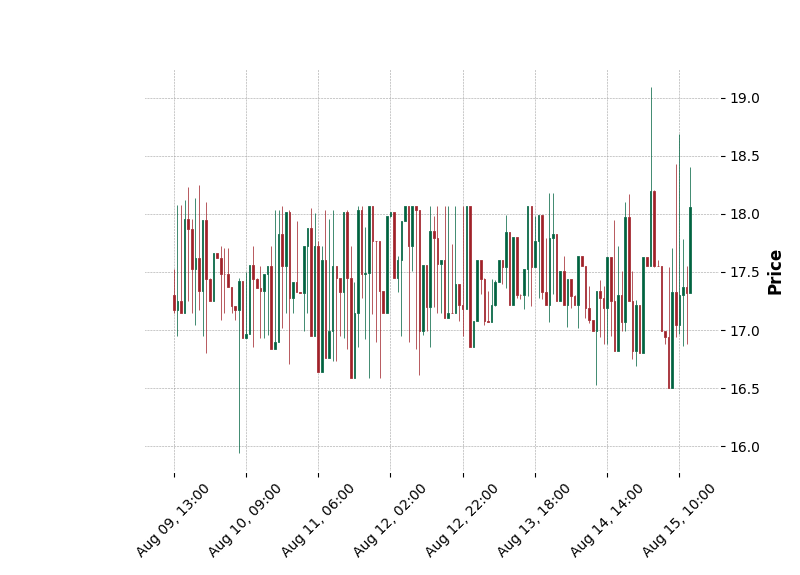 19.0
18.5
18.0
17.5
17.0
16.5
16.0
Price
Aug 09, 13:00
Aug 10, 09:00
Aug 11, 06:00
Aug 12, 02:00
Aug 12, 22:00
Aug 13, 18:00
Aug 14, 14:00
Aug 15, 10:00